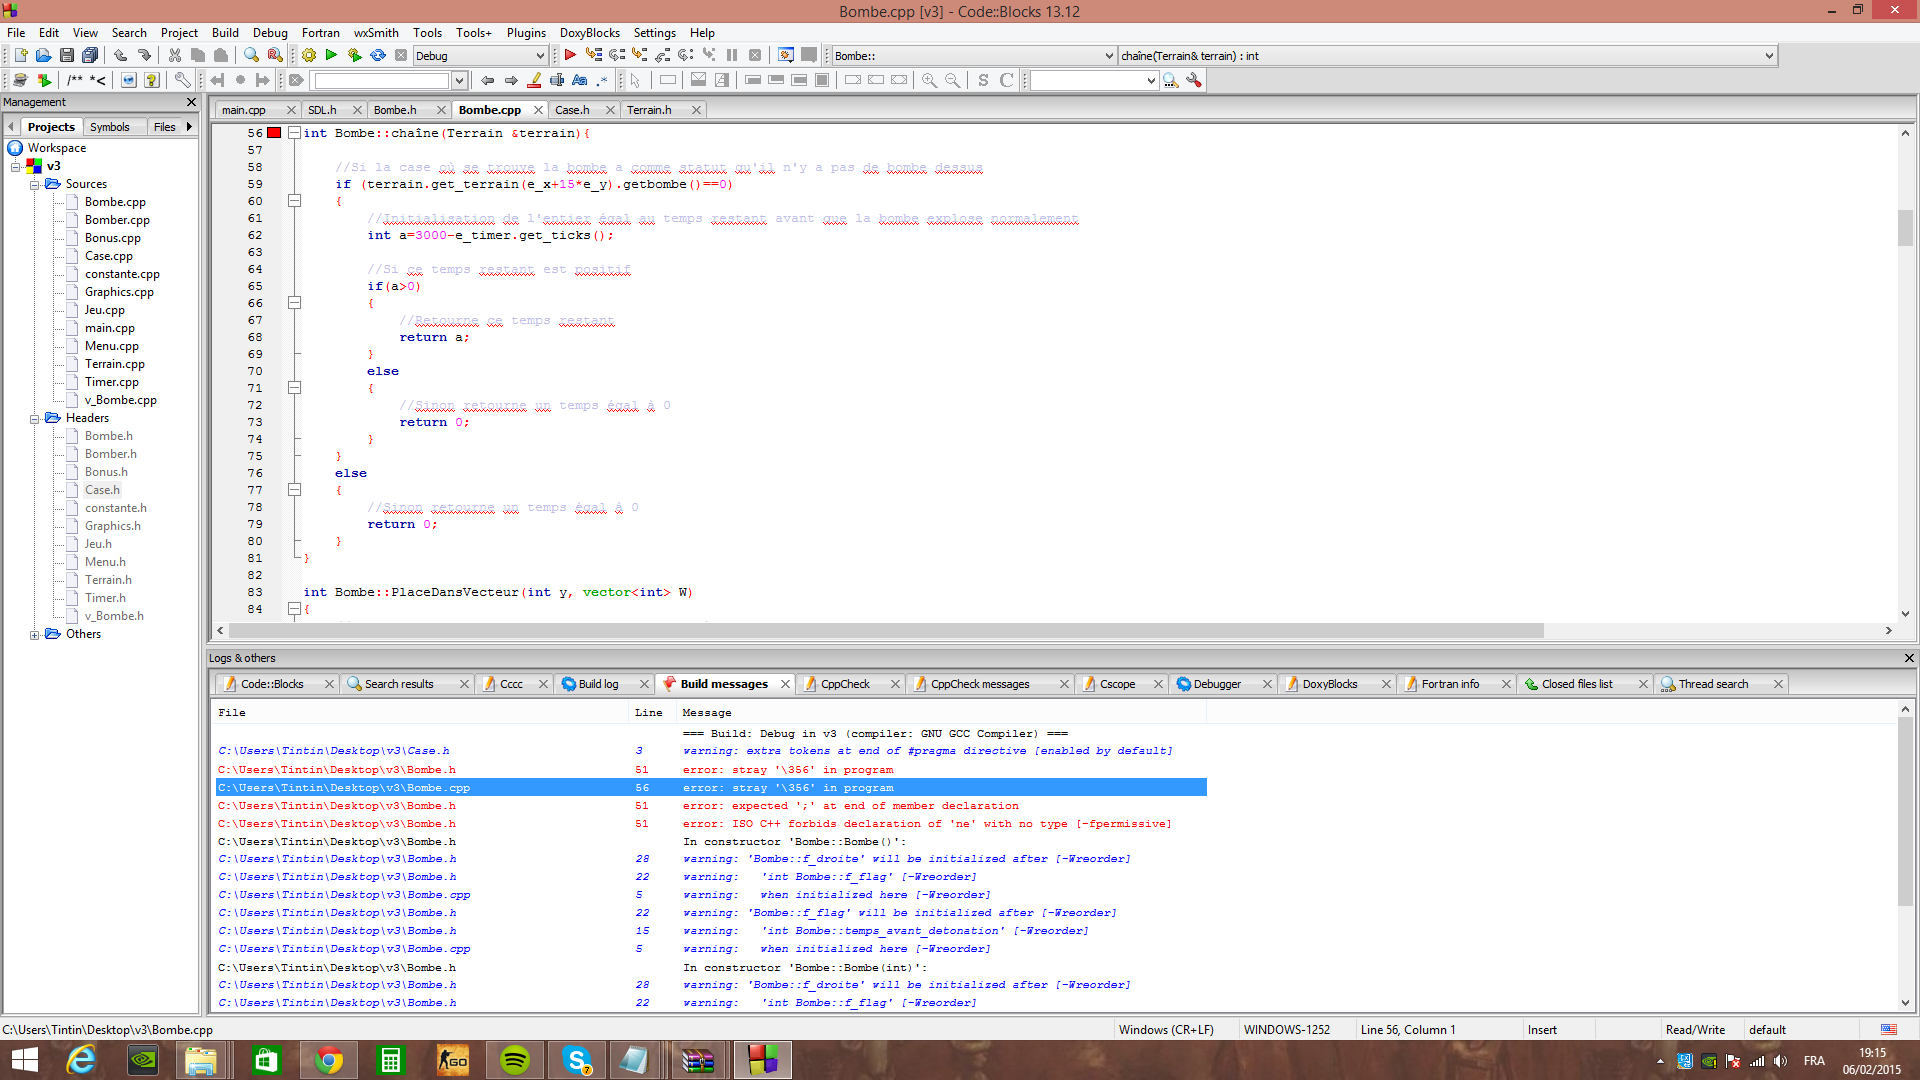 Bombe.cpp [v3] - Code::Blocks 13.12
File Edit View Search Project Build Debug Fortran wxSmith Tools Tools+ Plugins DoxyBlocks Settings Help
Debug Bombe:: chaîne(Terrain& terrain) : int
/** *<
Management
Projects Symbols Files
Workspace
v3
Sources
Bombe.cpp
Bomber.cpp
Bonus.cpp
Case.cpp
constante.cpp
Graphics.cpp
Jeu.cpp
main.cpp
Menu.cpp
Terrain.cpp
Timer.cpp
v_Bombe.cpp
Headers
Bombe.h
Bomber.h
Bonus.h
Case.h
constante.h
Graphics.h
Jeu.h
Menu.h
Terrain.h
Timer.h
v_Bombe.h
Others
main.cpp SDL.h Bombe.h Bombe.cpp Case.h Terrain.h
56 int Bombe::chaîne(Terrain &terrain){
57
58 //Si la case où se trouve la bombe a comme statut qu'il n'y a pas de bombe dessus
59 if (terrain.get_terrain(e_x+15*e_y).getbombe()==0)
60 {
61 //Initialisation de l'entier égal au temps restant avant que la bombe explose normalement
62 int a=3000-e_timer.get_ticks();
63
64 //Si ce temps restant est positif
65 if(a>0)
66 {
67 //Retourne ce temps restant
68 return a;
69 }
70 else
71 {
72 //Sinon retourne un temps égal à 0
73 return 0;
74 }
75 }
76 else
77 {
78 //Sinon retourne un temps égal à 0
79 return 0;
80 }
81 }
82
83 int Bombe::PlaceDansVecteur(int y, vector<int> W)
84 {
Logs & others
Code::Blocks Search results Cccc Build log Build messages CppCheck CppCheck messages Cscope Debugger DoxyBlocks Fortran info Closed files list Thread search
File Line Message
=== Build: Debug in v3 (compiler: GNU GCC Compiler) ===
C:\Users\Tintin\Desktop\v3\Case.h 3 warning: extra tokens at end of #pragma directive [enabled by default]
C:\Users\Tintin\Desktop\v3\Bombe.h 51 error: stray '\356' in program
C:\Users\Tintin\Desktop\v3\Bombe.cpp 56 error: stray '\356' in program
C:\Users\Tintin\Desktop\v3\Bombe.h 51 error: expected ';' at end of member declaration
C:\Users\Tintin\Desktop\v3\Bombe.h 51 error: ISO C++ forbids declaration of 'ne' with no type [-fpermissive]
C:\Users\Tintin\Desktop\v3\Bombe.h In constructor 'Bombe::Bombe()':
C:\Users\Tintin\Desktop\v3\Bombe.h 28 warning: 'Bombe::f_droite' will be initialized after [-Wreorder]
C:\Users\Tintin\Desktop\v3\Bombe.h 22 warning: 'int Bombe::f_flag' [-Wreorder]
C:\Users\Tintin\Desktop\v3\Bombe.cpp 5 warning: when initialized here [-Wreorder]
C:\Users\Tintin\Desktop\v3\Bombe.h 22 warning: 'Bombe::f_flag' will be initialized after [-Wreorder]
C:\Users\Tintin\Desktop\v3\Bombe.h 15 warning: 'int Bombe::temps_avant_detonation' [-Wreorder]
C:\Users\Tintin\Desktop\v3\Bombe.cpp 5 warning: when initialized here [-Wreorder]
C:\Users\Tintin\Desktop\v3\Bombe.h In constructor 'Bombe::Bombe(int)':
C:\Users\Tintin\Desktop\v3\Bombe.h 28 warning: 'Bombe::f_droite' will be initialized after [-Wreorder]
C:\Users\Tintin\Desktop\v3\Bombe.h 22 warning: 'int Bombe::f_flag' [-Wreorder]
C:\Users\Tintin\Desktop\v3\Bombe.cpp Windows (CR+LF) WINDOWS-1252 Line 56, Column 1 Insert Read/Write default
GO 7 FRA 19:15
06/02/2015